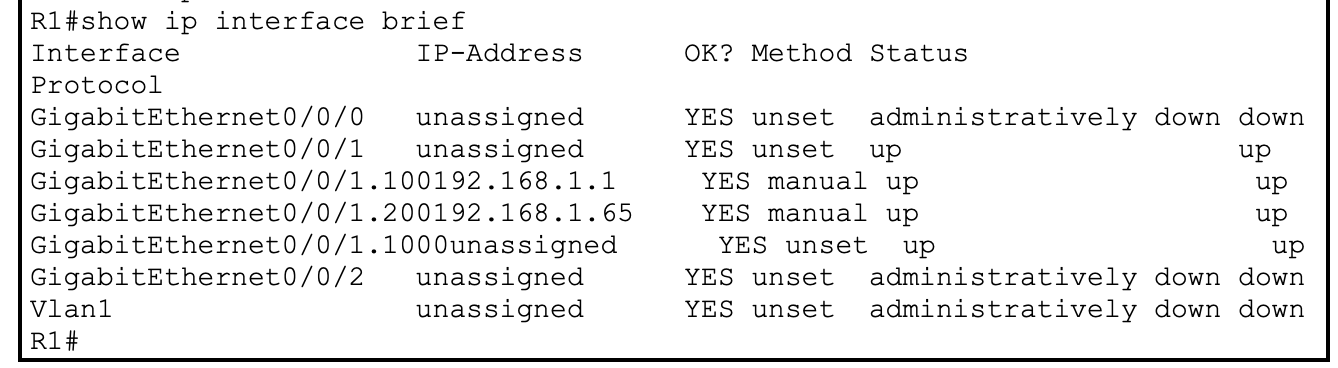 R1#show ip interface brief
Interface              IP-Address      OK? Method Status
Protocol
GigabitEthernet0/0/0   unassigned      YES unset  administratively down down
GigabitEthernet0/0/1   unassigned      YES unset  up                    up
GigabitEthernet0/0/1.100192.168.1.1     YES manual up                    up
GigabitEthernet0/0/1.200192.168.1.65    YES manual up                    up
GigabitEthernet0/0/1.1000unassigned      YES unset  up                    up
GigabitEthernet0/0/2   unassigned      YES unset  administratively down down
Vlan1                  unassigned      YES unset  administratively down down
R1#